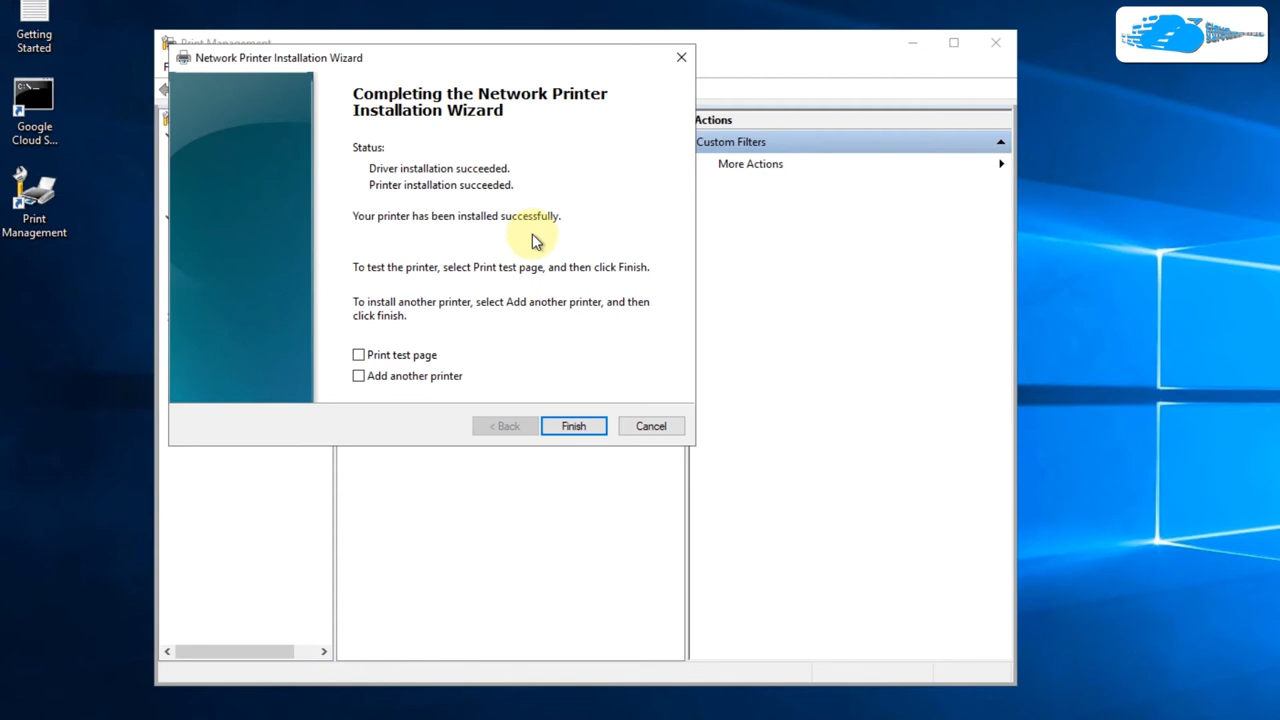 Getting
Started
Google
Cloud S...
Print
Management
Print Management
Network Printer Installation Wizard
Completing the Network Printer
Installation Wizard
Status:
Driver installation succeeded.
Printer installation succeeded.
Your printer has been installed successfully.
To test the printer, select Print test page, and then click Finish.
To install another printer, select Add another printer, and then
click finish.
Print test page
Add another printer
< Back
Finish
Cancel
Actions
Custom Filters
More Actions